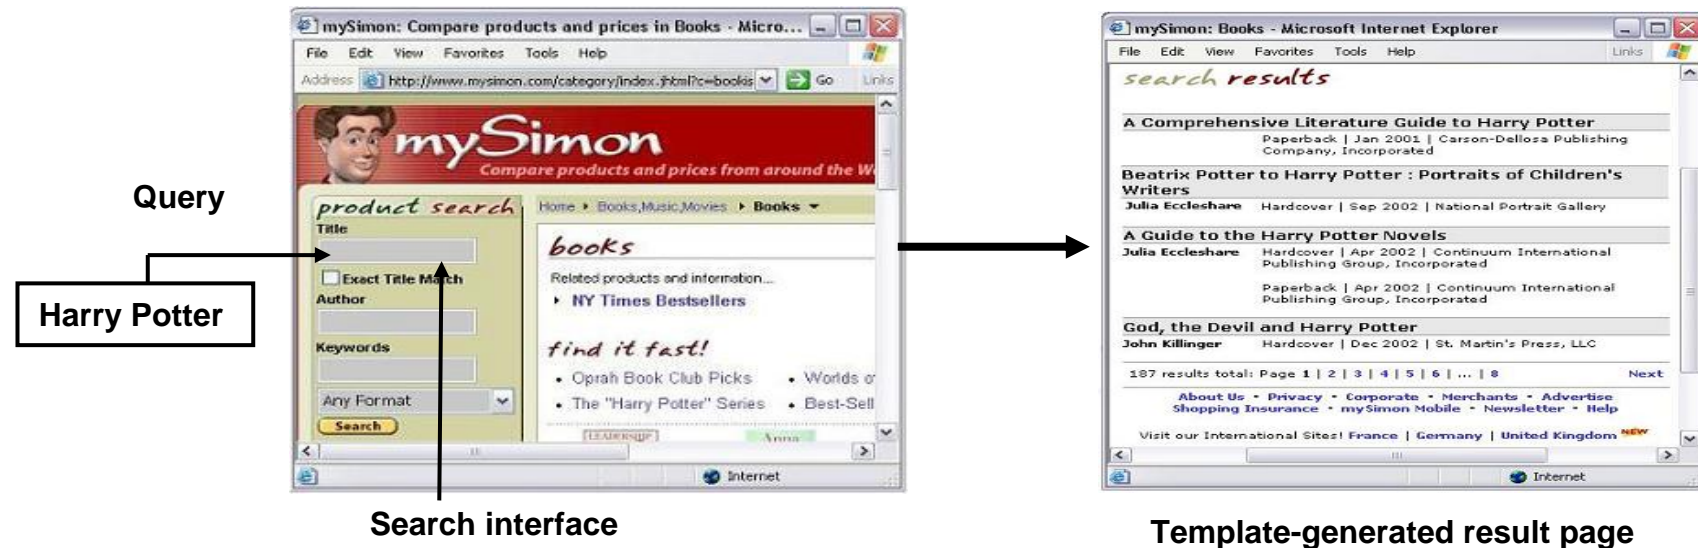 Query
Harry Potter
mySimon: Compare products and prices in Books - Micro...
File Edit View Favorites Tools Help
Address http://www.mysimon.com/category/index.jhtml?c=books Go Links
mySimon
Compare products and prices from around the W
product search
Title
Exact Title Match
Author
Keywords
Any Format
Search
Home Books,Music,Movies Books
books
Related products and information...
NY Times Bestsellers
find it fast!
• Oprah Book Club Picks • Worlds o
• The "Harry Potter" Series • Best-Sell
LEADERSHIP Anna
Internet
Search interface
mySimon: Books - Microsoft Internet Explorer
File Edit View Favorites Tools Help Links
search results
A Comprehensive Literature Guide to Harry Potter
Paperback | Jan 2001 | Carson-Dellosa Publishing
Company, Incorporated
Beatrix Potter to Harry Potter : Portraits of Children's
Writers
Julia Eccleshare Hardcover | Sep 2002 | National Portrait Gallery
A Guide to the Harry Potter Novels
Julia Eccleshare Hardcover | Apr 2002 | Continuum International
Publishing Group, Incorporated
Paperback | Apr 2002 | Continuum International
Publishing Group, Incorporated
God, the Devil and Harry Potter
John Killinger Hardcover | Dec 2002 | St. Martin's Press, LLC
187 results total: Page 1 | 2 | 3 | 4 | 5 | 6 | ... | 8 Next
About Us • Privacy • Corporate • Merchants • Advertise
Shopping Insurance • mySimon Mobile • Newsletter • Help
Visit our International Sites! France | Germany | United Kingdom NEW
Internet
Template-generated result page